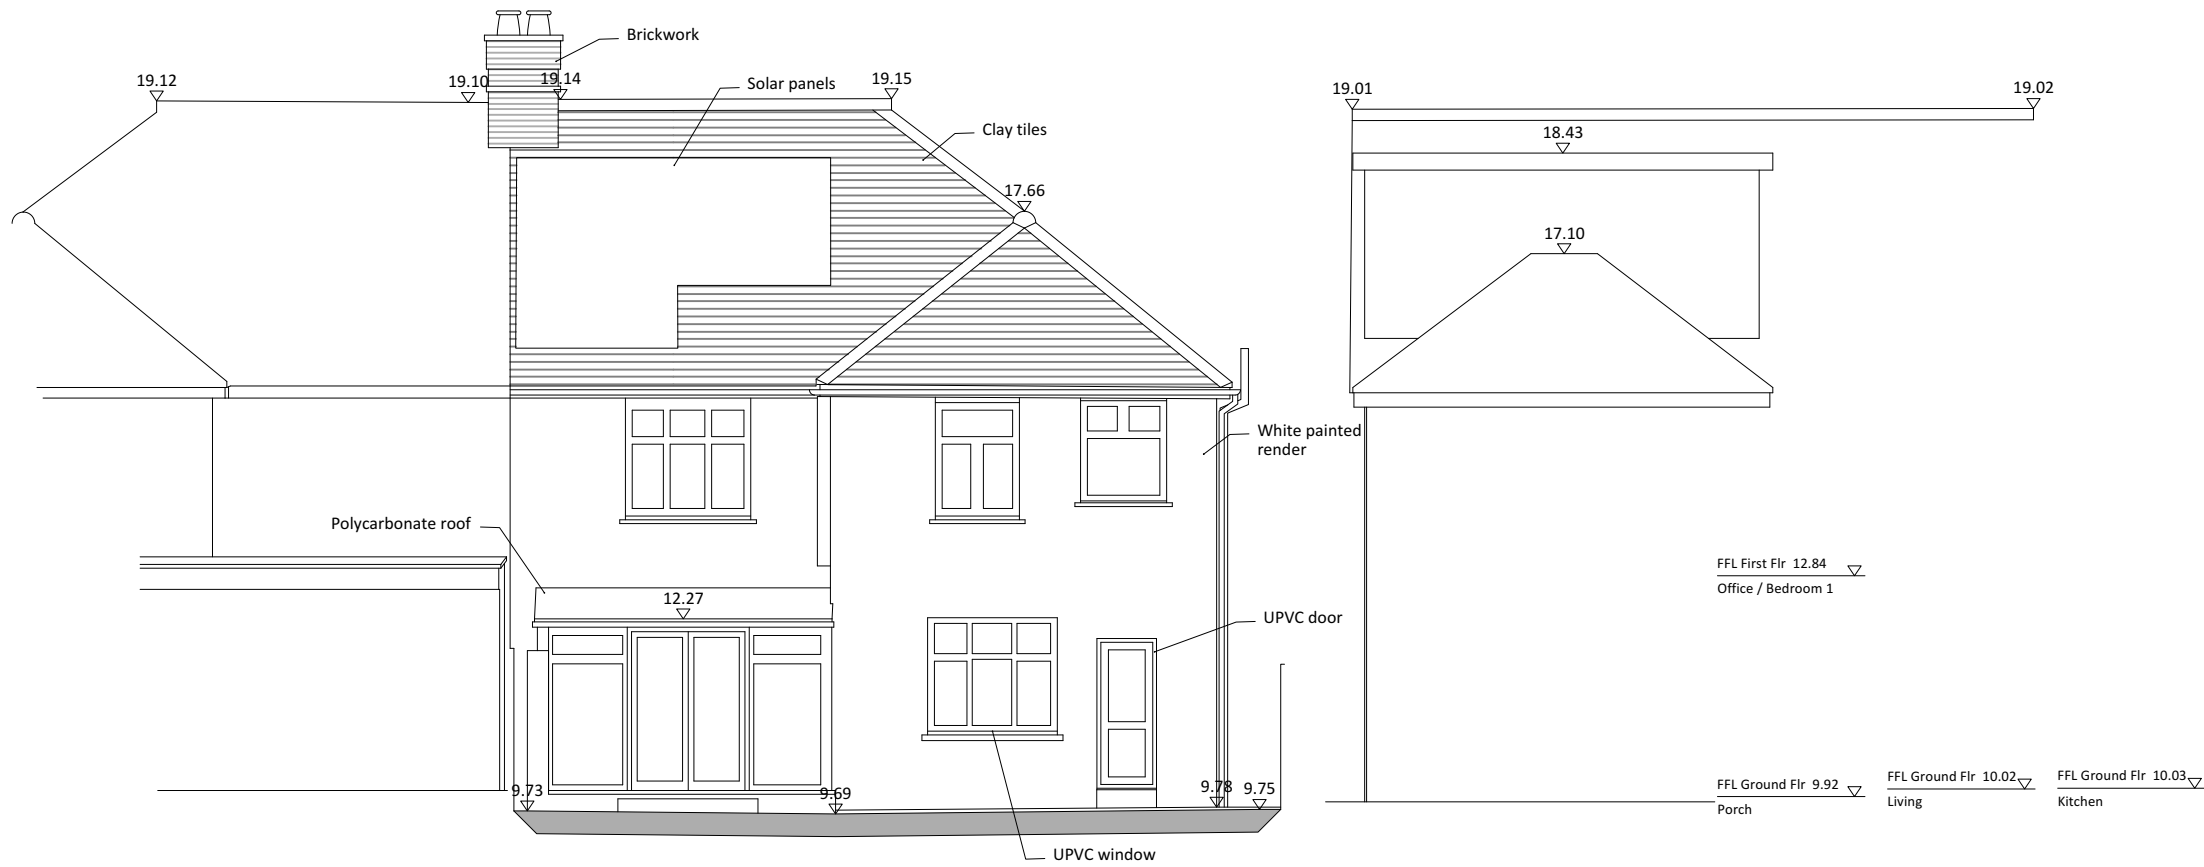 Brickwork
19.12
19.10
19.14
Solar panels
19.15
19.01
19.02
Clay tiles
18.43
17.66
17.10
White painted
render
Polycarbonate roof
FFL First Flr 12.84
Office / Bedroom 1
12.27
UPVC door
9.73
9.69
9.78
9.75
FFL Ground Flr 9.92
Porch
FFL Ground Flr 10.02
Living
FFL Ground Flr 10.03
Kitchen
UPVC window